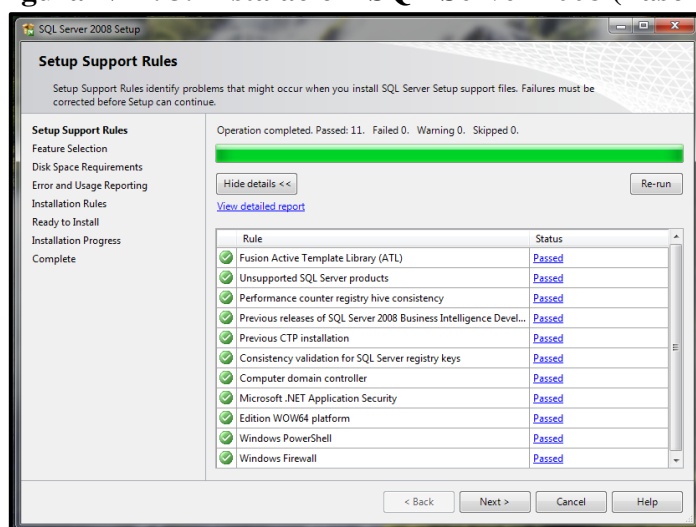 SQL Server 2008 Setup
Setup Support Rules
Setup Support Rules identify problems that might occur when you install SQL Server Setup support files. Failures must be
corrected before Setup can continue.
Setup Support Rules
Feature Selection
Disk Space Requirements
Error and Usage Reporting
Installation Rules
Ready to Install
Installation Progress
Complete
Operation completed. Passed: 11. Failed 0. Warning 0. Skipped 0.
Hide details <<
Re-run
View detailed report
Rule Status
Fusion Active Template Library (ATL) Passed
Unsupported SQL Server products Passed
Performance counter registry hive consistency Passed
Previous releases of SQL Server 2008 Business Intelligence Devel... Passed
Previous CTP installation Passed
Consistency validation for SQL Server registry keys Passed
Computer domain controller Passed
Microsoft .NET Application Security Passed
Edition WOW64 platform Passed
Windows PowerShell Passed
Windows Firewall Passed
< Back Next > Cancel Help